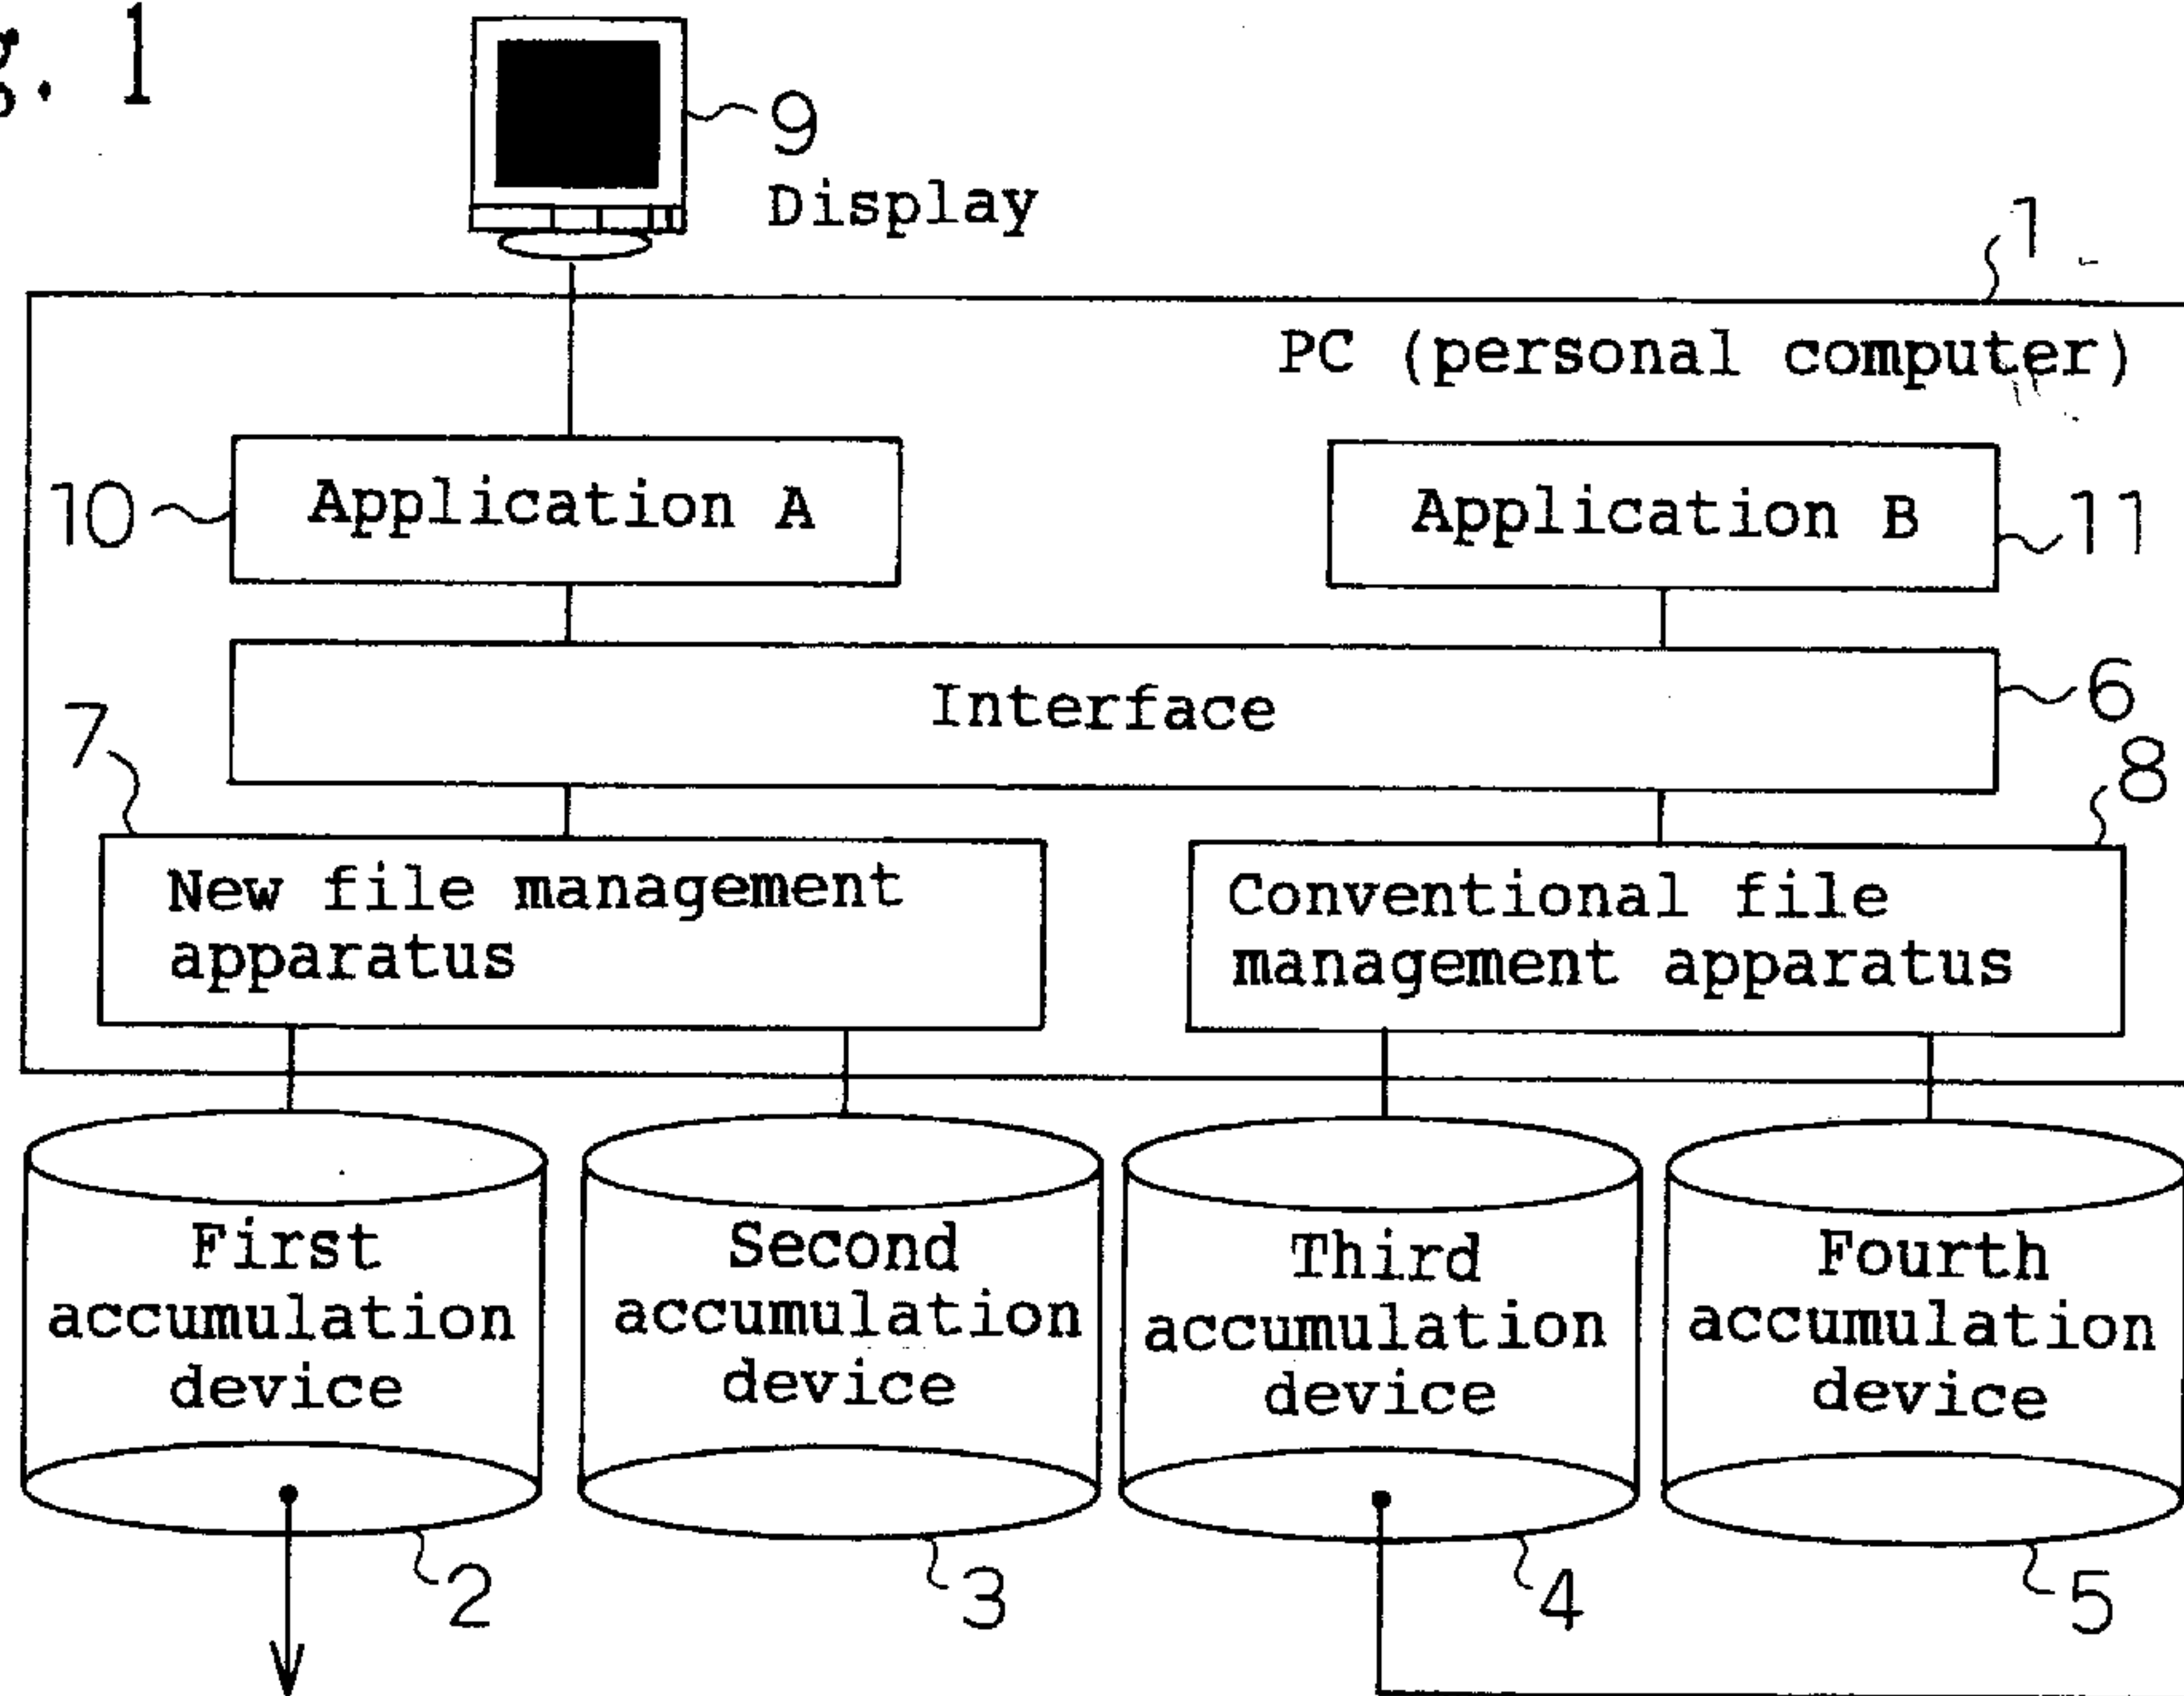 g. 1
9
Display
1
PC (personal computer)
10
Application A
Application B
11
Interface
6
7
8
New file management
apparatus
Conventional file
management apparatus
First
accumulation
device
Second
accumulation
device
Third
accumulation
device
Fourth
accumulation
device
2
3
4
5